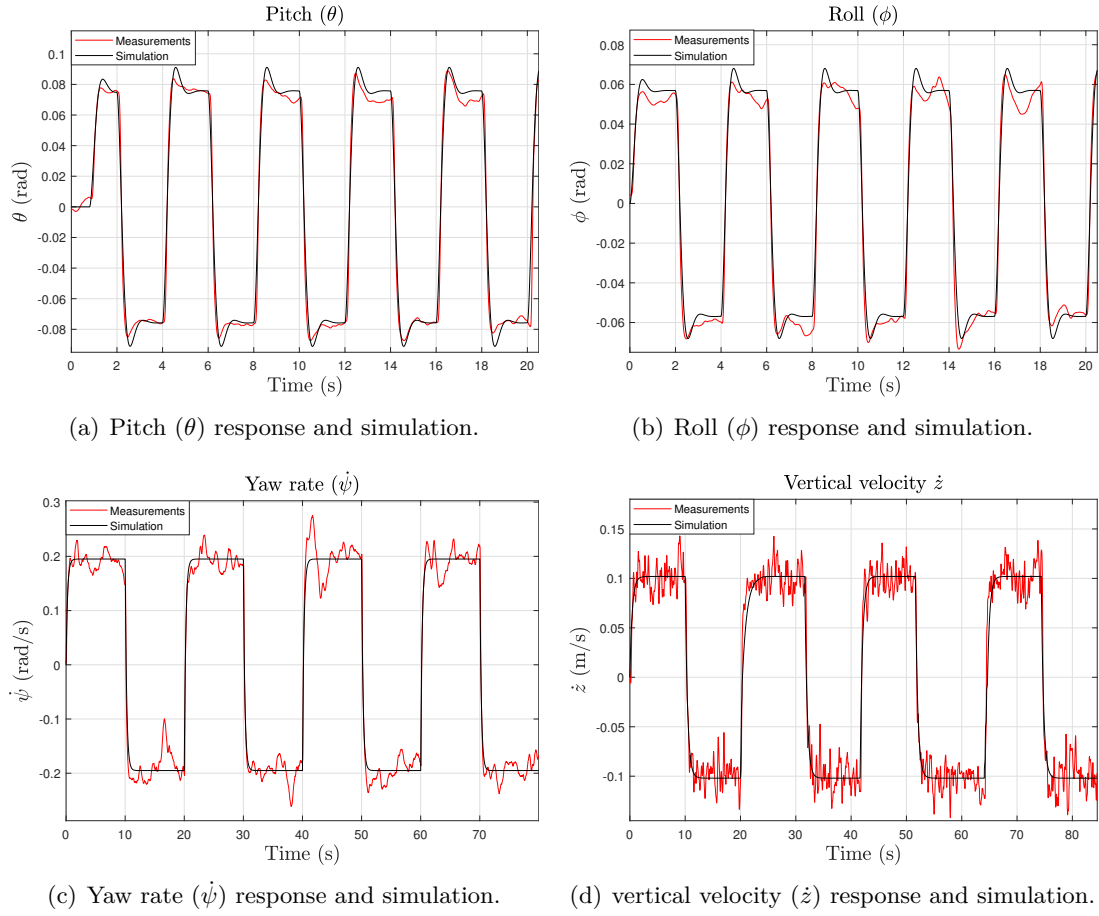 Pitch (θ)
Measurements
Simulation
0.1
0.08
0.06
0.04
0.02
0
-0.02
-0.04
-0.06
-0.08
θ (rad)
0 2 4 6 8 10 12 14 16 18 20
Time (s)
(a) Pitch (θ) response and simulation.
Roll (ϕ)
Measurements
Simulation
0.08
0.06
0.04
0.02
0
-0.02
-0.04
-0.06
ϕ (rad)
0 2 4 6 8 10 12 14 16 18 20
Time (s)
(b) Roll (ϕ) response and simulation.
Yaw rate (ψ̇)
Measurements
Simulation
0.3
0.2
0.1
0
-0.1
-0.2
ψ̇ (rad/s)
0 10 20 30 40 50 60 70
Time (s)
(c) Yaw rate (ψ̇) response and simulation.
Vertical velocity ż
Measurements
Simulation
0.15
0.1
0.05
0
-0.05
-0.1
ż (m/s)
0 10 20 30 40 50 60 70 80
Time (s)
(d) vertical velocity (ż) response and simulation.